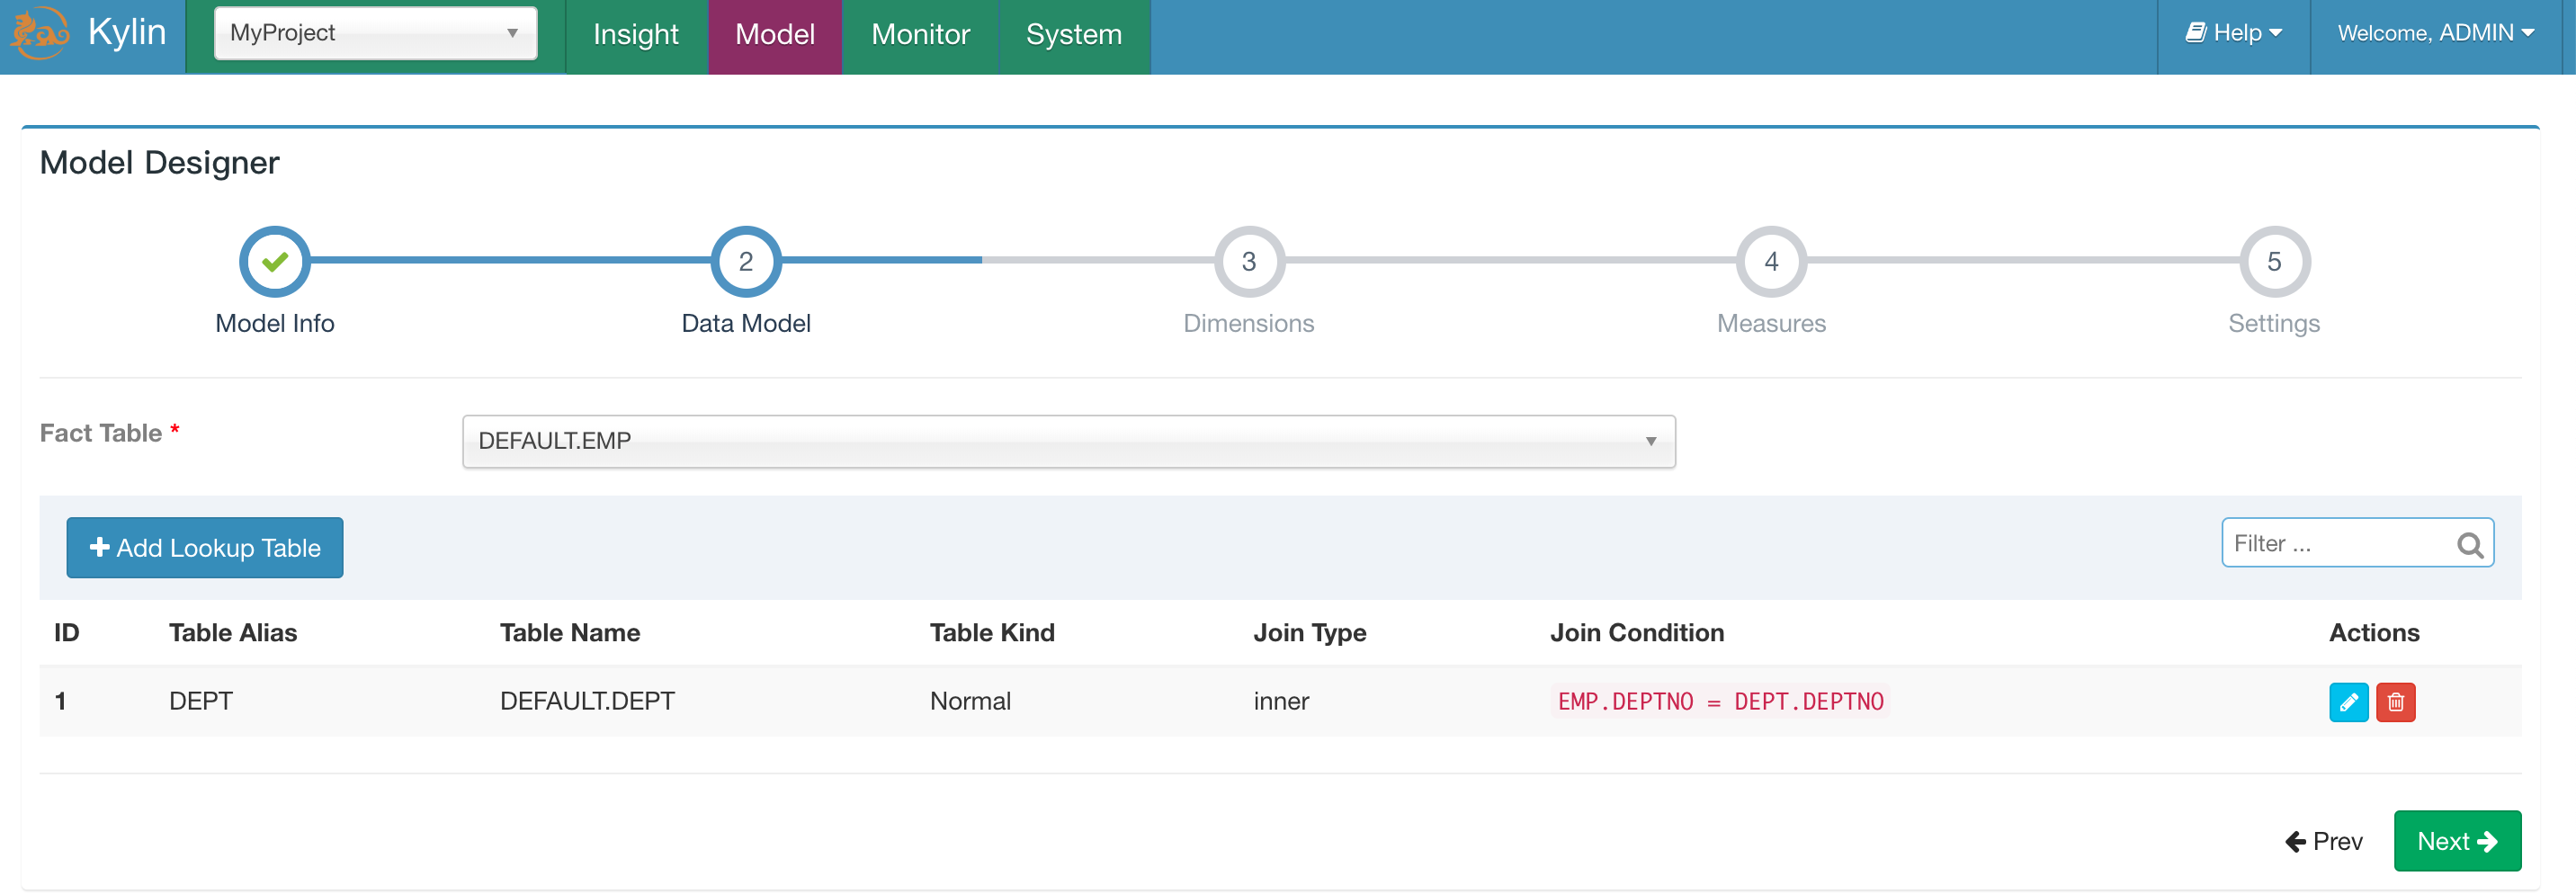 Kylin MyProject Insight Model Monitor System Help Welcome, ADMIN
Model Designer
2 3 4 5
Model Info Data Model Dimensions Measures Settings
Fact Table * DEFAULT.EMP
Add Lookup Table Filter ...
ID Table Alias Table Name Table Kind Join Type Join Condition Actions
1 DEPT DEFAULT.DEPT Normal inner EMP.DEPTNO = DEPT.DEPTNO
Prev Next